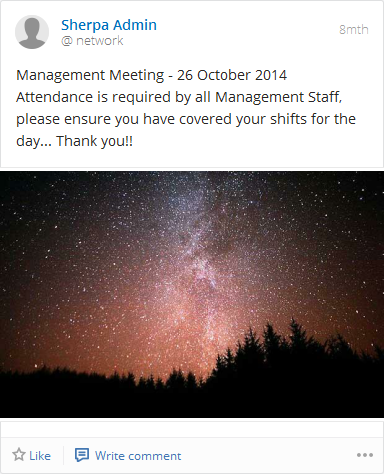 Sherpa Admin
8mth
@ network
Management Meeting - 26 October 2014
Attendance is required by all Management Staff,
please ensure you have covered your shifts for the
day... Thank you!!
Like
Write comment